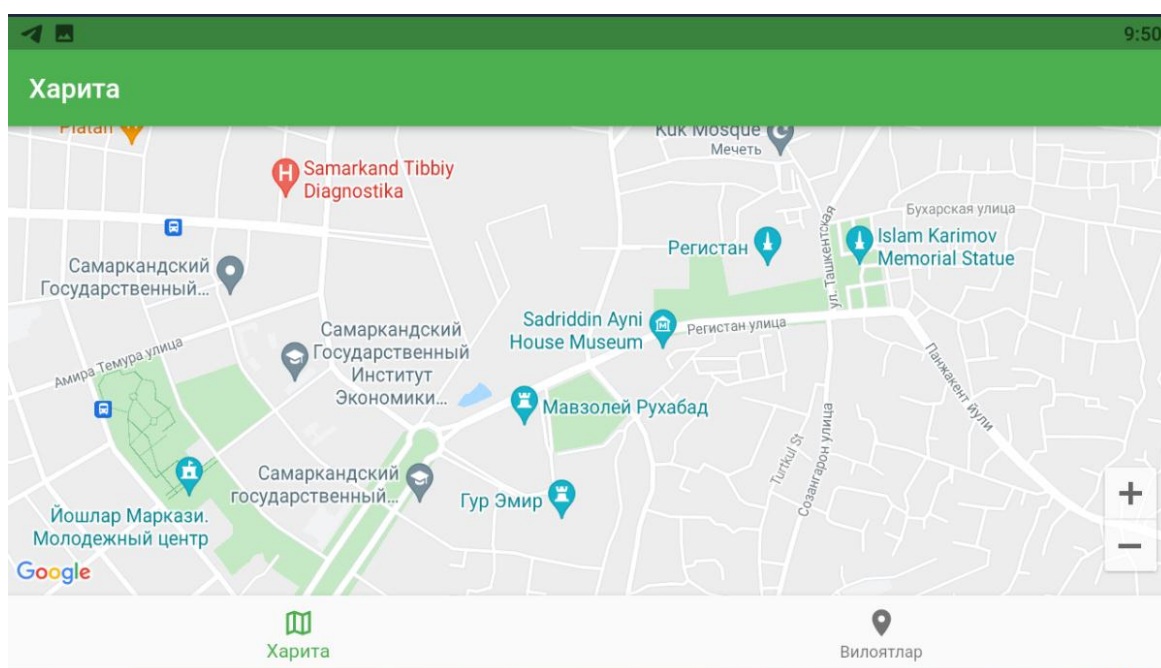 9:50
Харита
Platan
Kuk Mosque
Мечеть
Samarkand Tibbiy
Diagnostika
Бухарская улица
ул. Ташкентская
Регистан
Islam Karimov
Memorial Statue
Самаркандский
Государственный...
Sadriddin Ayni
House Museum
Регистан улица
Самаркандский
Государственный
Институт
Экономики...
Амира Темура улица
Панжакент йули
Мавзолей Рухабад
Turtkul St
Созангарон улица
Самаркандский
государственный...
Гур Эмир
Йошлар Маркази.
Молодежный центр
Google
Харита
Вилоятлар